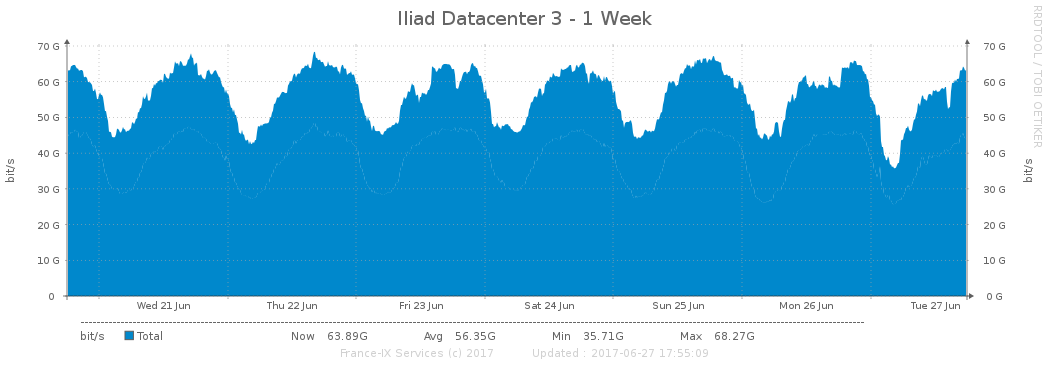 Iliad Datacenter 3 - 1 Week
RRDTOOL / TOBI OETIKER
70 G 70 G
60 G 60 G
50 G 50 G
40 G 40 G
30 G 30 G
20 G 20 G
10 G 10 G
0 0 G
bit/s bit/s
Wed 21 Jun Thu 22 Jun Fri 23 Jun Sat 24 Jun Sun 25 Jun Mon 26 Jun Tue 27 Jun
bit/s Total Now 63.89G Avg 56.35G Min 35.71G Max 68.27G
France-IX Services (c) 2017 Updated : 2017-06-27 17:55:09